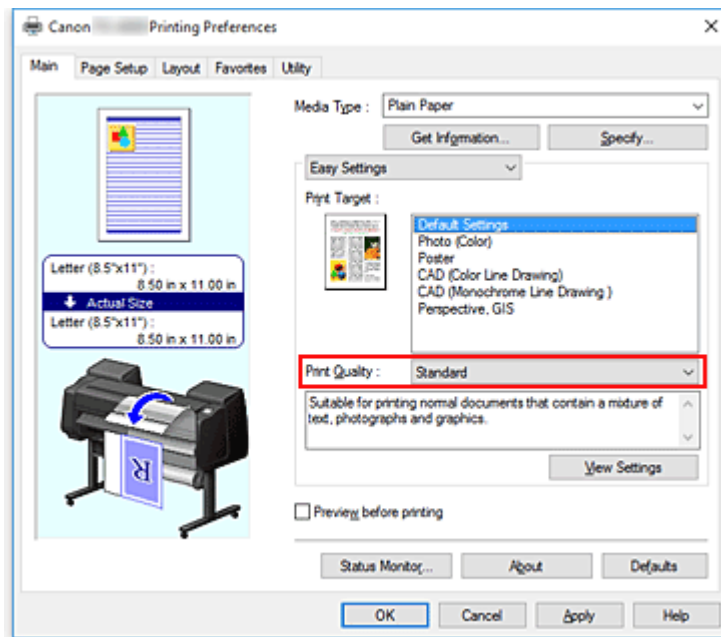 Canon Printing Preferences
Main Page Setup Layout Favorites Utility
Letter (8.5"x11") :
8.50 in x 11.00 in
Actual Size
Letter (8.5"x11") :
8.50 in x 11.00 in
R
Media Type : Plain Paper
Get Information... Specify...
Easy Settings
Print Target :
Default Settings
Photo (Color)
Poster
CAD (Color Line Drawing)
CAD (Monochrome Line Drawing )
Perspective, GIS
Print Quality : Standard
Suitable for printing normal documents that contain a mixture of
text, photographs and graphics.
View Settings
Preview before printing
Status Monitor... About Defaults
OK Cancel Apply Help